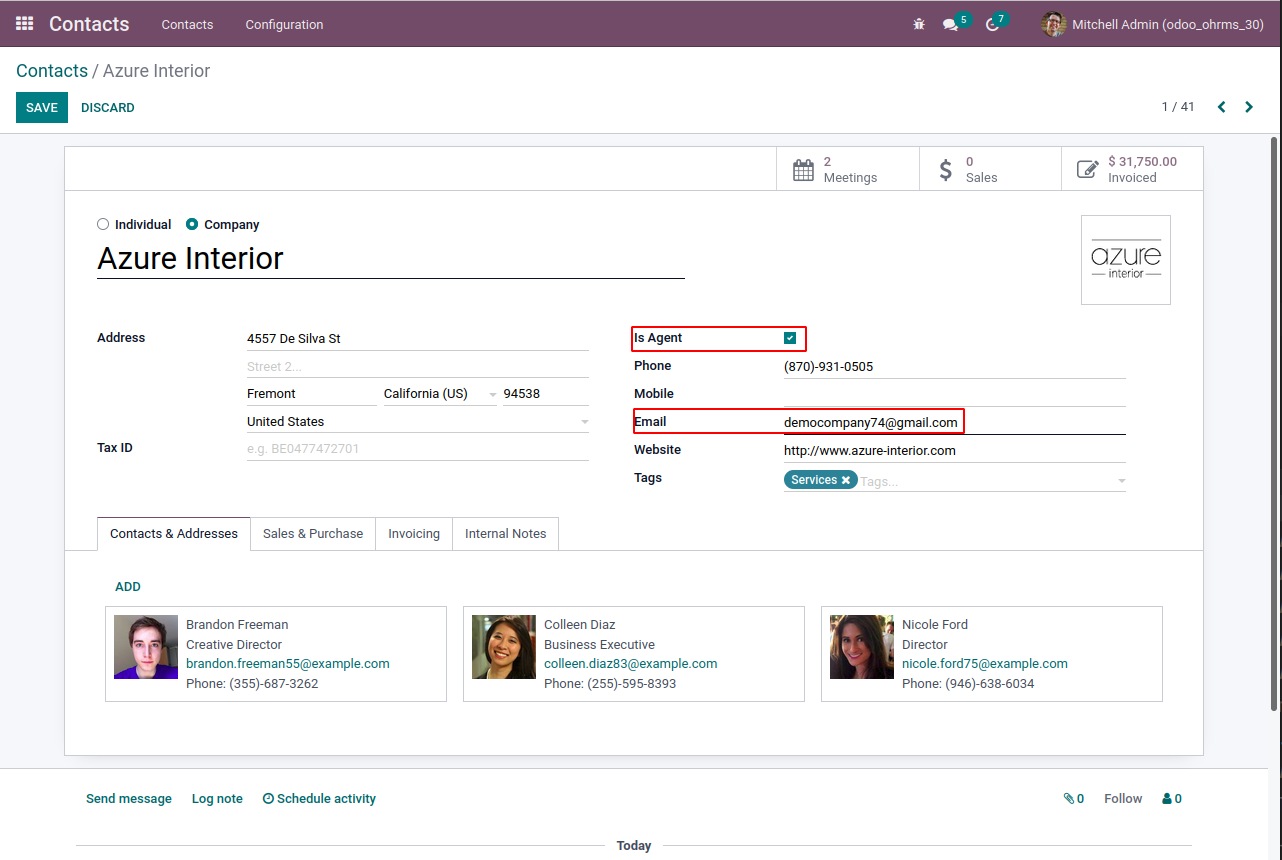 Contacts Contacts Configuration 5 7 Mitchell Admin (odoo_ohrms_30)
Contacts / Azure Interior
SAVE DISCARD 1 / 41
2 Meetings
0 Sales
$ 31,750.00 Invoiced
Individual Company
Azure Interior
azure
interior
Address 4557 De Silva St
Street 2...
Fremont California (US) 94538
United States
Tax ID e.g. BE0477472701
Is Agent
Phone (870)-931-0505
Mobile
Email democompany74@gmail.com
Website http://www.azure-interior.com
Tags Services Tags...
Contacts & Addresses Sales & Purchase Invoicing Internal Notes
ADD
Brandon Freeman
Creative Director
brandon.freeman55@example.com
Phone: (355)-687-3262
Colleen Diaz
Business Executive
colleen.diaz83@example.com
Phone: (255)-595-8393
Nicole Ford
Director
nicole.ford75@example.com
Phone: (946)-638-6034
Send message Log note Schedule activity 0 Follow 0
Today